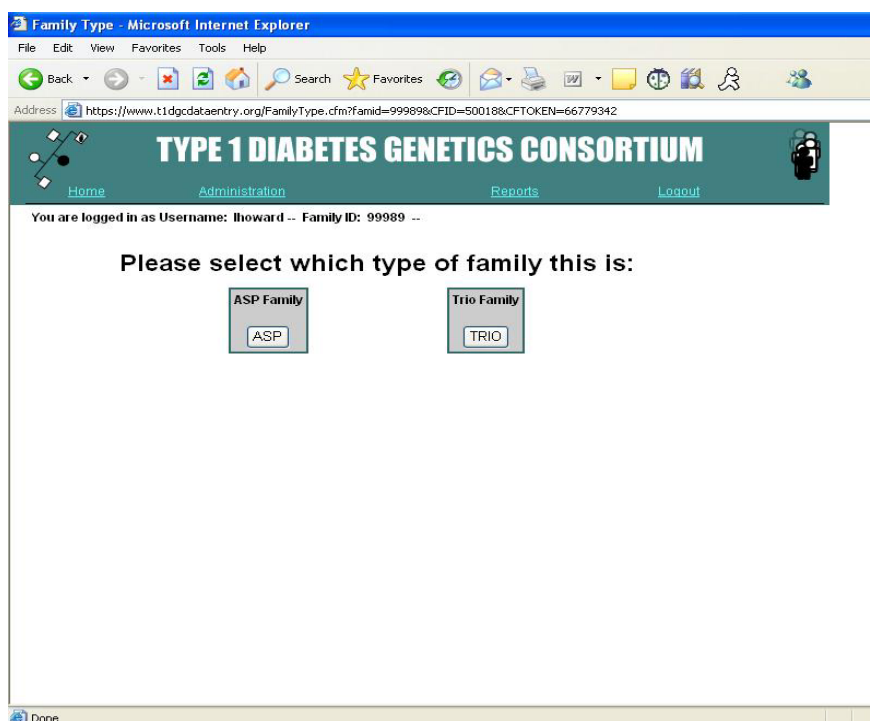 Family Type - Microsoft Internet Explorer
File Edit View Favorites Tools Help
Back Search Favorites
Address https://www.t1dgcdataentry.org/FamilyType.cfm?famid=99989&CFID=50018&CFTOKEN=66779342
TYPE 1 DIABETES GENETICS CONSORTIUM
Home Administration Reports Logout
You are logged in as Username: lhoward -- Family ID: 99989 --
Please select which type of family this is:
ASP Family Trio Family
ASP TRIO
Done